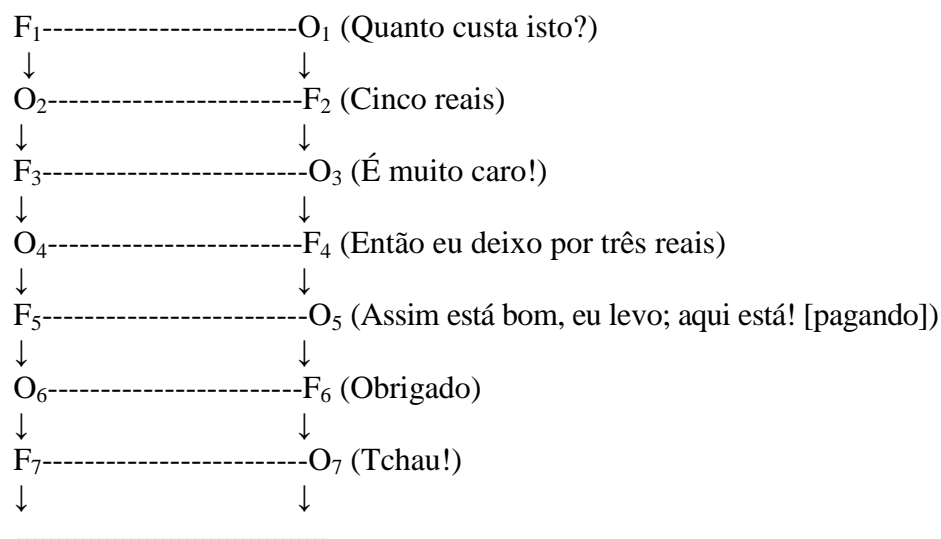 F₁------------------------O₁ (Quanto custa isto?)
↓ ↓
O₂------------------------F₂ (Cinco reais)
↓ ↓
F₃-------------------------O₃ (É muito caro!)
↓ ↓
O₄------------------------F₄ (Então eu deixo por três reais)
↓ ↓
F₅-------------------------O₅ (Assim está bom, eu levo; aqui está! [pagando])
↓ ↓
O₆------------------------F₆ (Obrigado)
↓ ↓
F₇-------------------------O₇ (Tchau!)
↓ ↓
.......................................